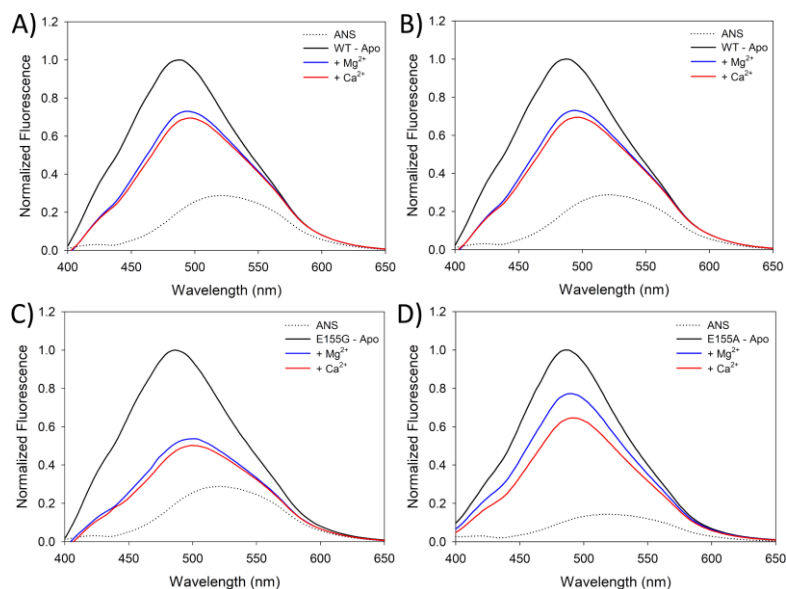 A)
1.2
1.0
0.8
0.6
0.4
0.2
0.0
Normalized Fluorescence
ANS
WT - Apo
+ Mg²⁺
+ Ca²⁺
400 450 500 550 600 650
Wavelength (nm)
B)
1.2
1.0
0.8
0.6
0.4
0.2
0.0
Normalized Fluorescence
ANS
WT - Apo
+ Mg²⁺
+ Ca²⁺
400 450 500 550 600 650
Wavelength (nm)
C)
1.2
1.0
0.8
0.6
0.4
0.2
0.0
Normalized Fluorescence
ANS
E155G - Apo
+ Mg²⁺
+ Ca²⁺
400 450 500 550 600 650
Wavelength (nm)
D)
1.2
1.0
0.8
0.6
0.4
0.2
0.0
Normalized Fluorescence
ANS
E155A - Apo
+ Mg²⁺
+ Ca²⁺
400 450 500 550 600 650
Wavelength (nm)